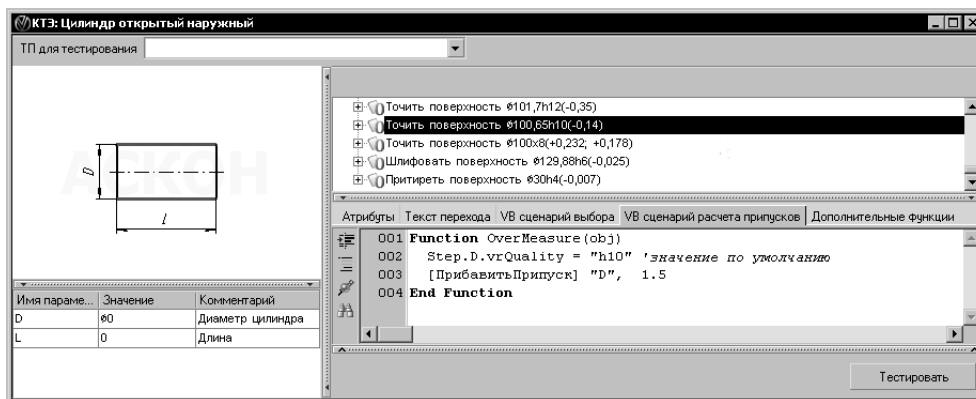 КТЭ: Цилиндр открытый наружный
ТП для тестирования
АСКОН
D
l
Точить поверхность ø101,7h12(-0,35)
Точить поверхность ø100,65h10(-0,14)
Точить поверхность ø100x8(+0,232; +0,178)
Шлифовать поверхность ø129,88h6(-0,025)
Притиреть поверхность ø30h4(-0,007)
Атрибуты Текст перехода VB сценарий выбора VB сценарий расчета припусков Дополнительные функции
001 Function OverMeasure(obj)
002 Step.D.vrQuality = "h10" 'значение по умолчанию
003 [ПрибавитьПрипуск] "D", 1.5
004 End Function
Имя параме... Значение Комментарий
D ø0 Диаметр цилиндра
L 0 Длина
Тестировать